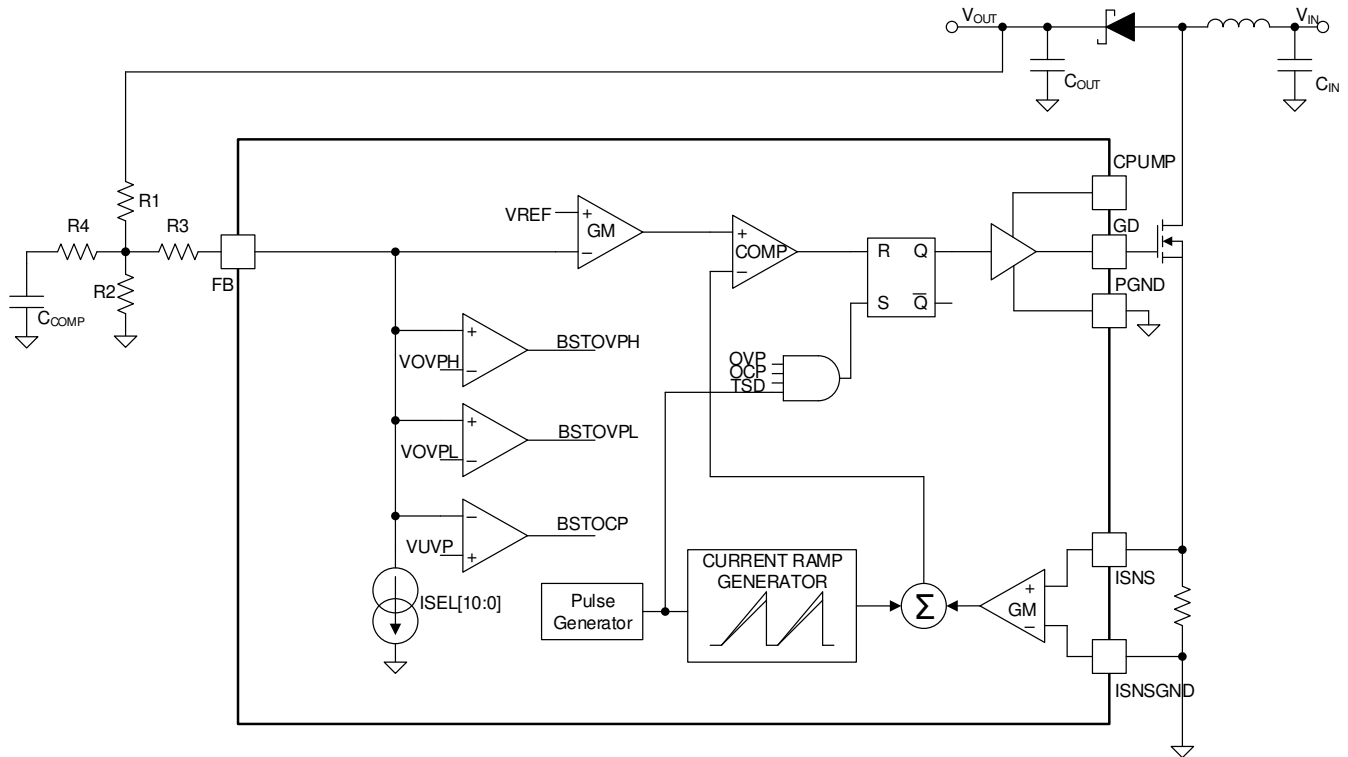 VOUT
VIN
COUT
CIN
CPUMP
R1
R4
R3
VREF
+
GM
−
+
COMP
−
R Q
S Q̅
GD
FB
R2
CCOMP
PGND
+
VOVPH
−
BSTOVPH
OVP
OCP
TSD
+
VOVPL
−
BSTOVPL
−
VUVP
+
BSTOCP
CURRENT RAMP
GENERATOR
ISNS
ISEL[10:0]
Pulse
Generator
Σ
+
GM
−
ISNSGND